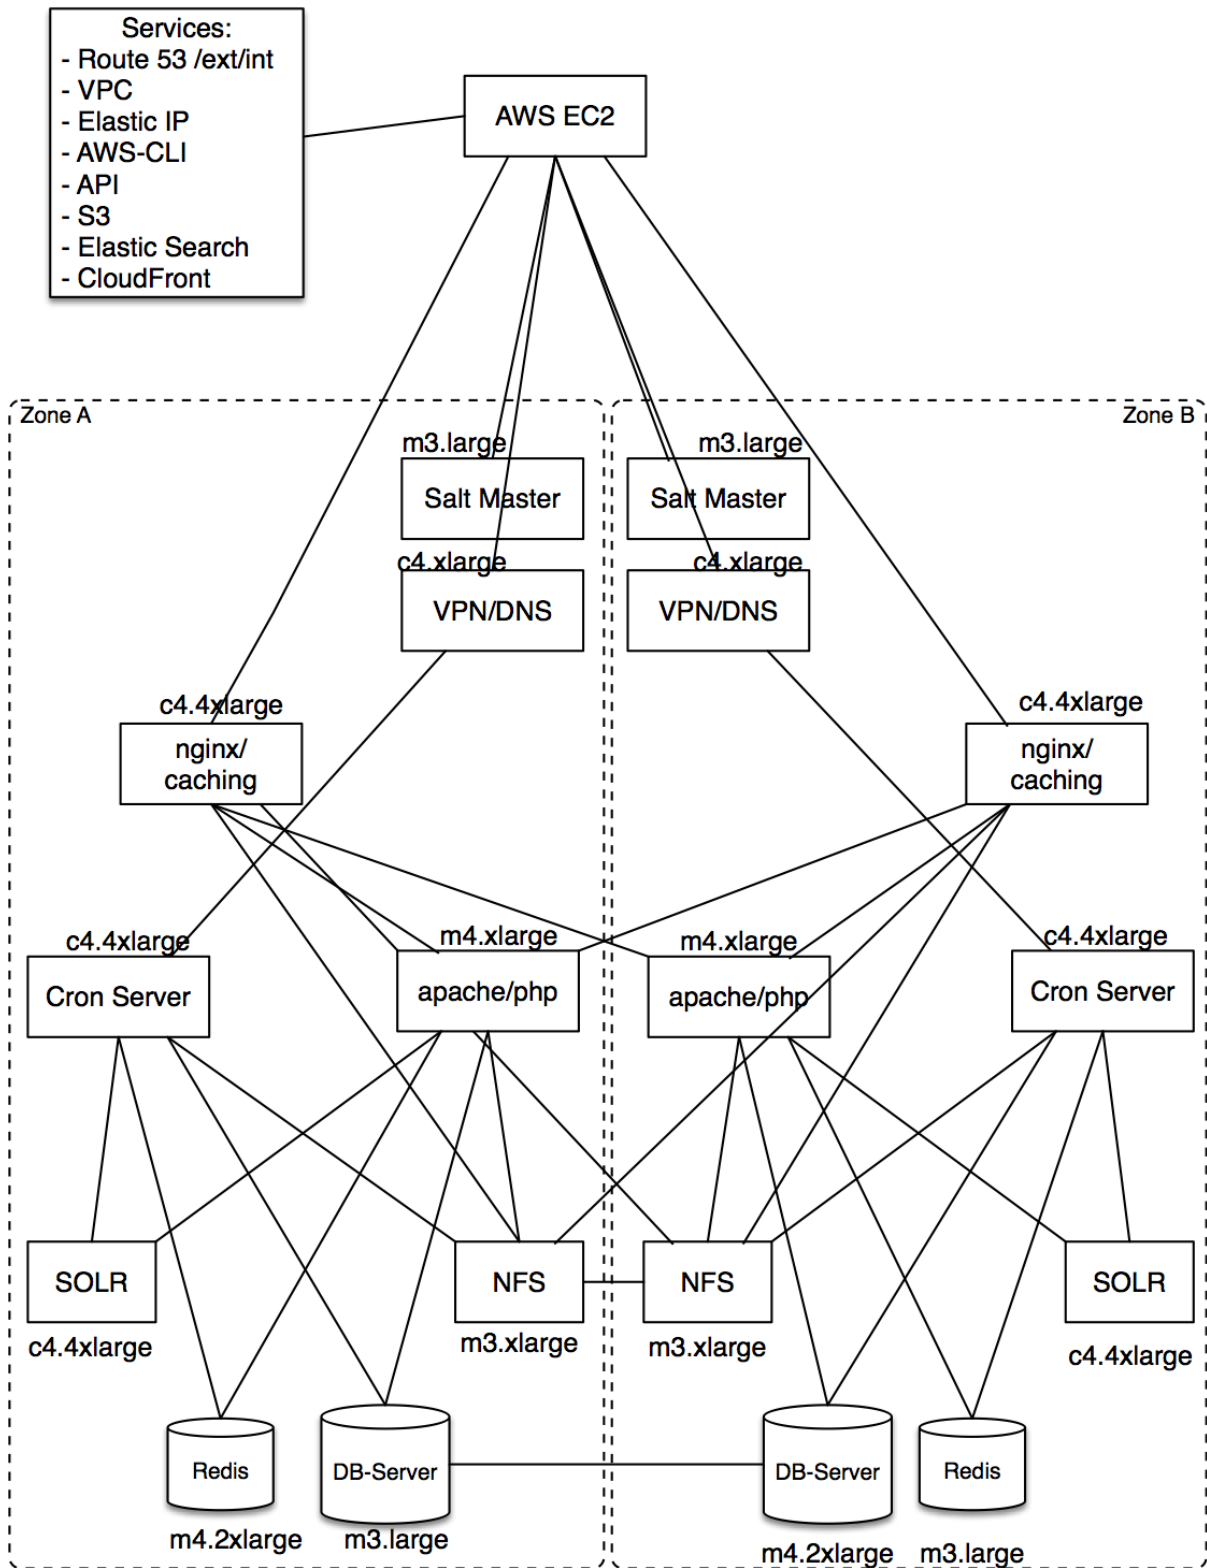 Services:
- Route 53 /ext/int
- VPC
- Elastic IP
- AWS-CLI
- API
- S3
- Elastic Search
- CloudFront
AWS EC2
Zone A
Zone B
m3.large
Salt Master
m3.large
Salt Master
c4.xlarge
VPN/DNS
c4.xlarge
VPN/DNS
c4.4xlarge
nginx/
caching
c4.4xlarge
nginx/
caching
c4.4xlarge
Cron Server
m4.xlarge
apache/php
m4.xlarge
apache/php
c4.4xlarge
Cron Server
SOLR
c4.4xlarge
NFS
m3.xlarge
NFS
m3.xlarge
SOLR
c4.4xlarge
Redis
m4.2xlarge
DB-Server
m3.large
DB-Server
m4.2xlarge
Redis
m3.large